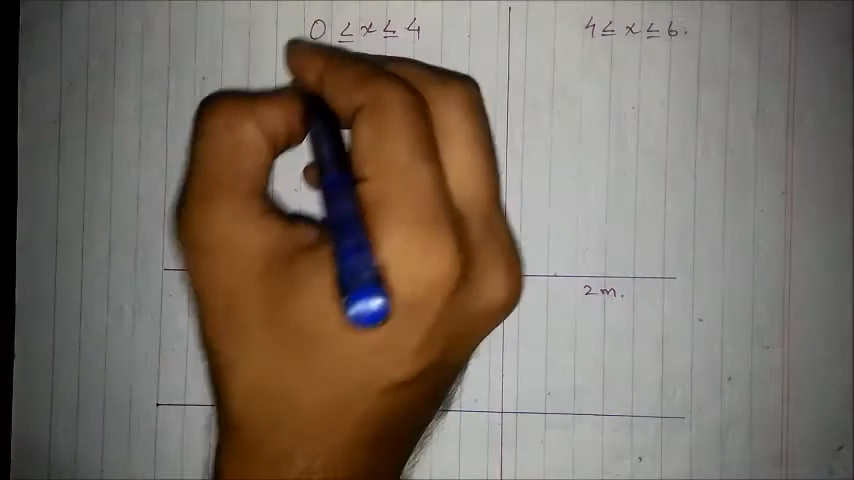 0 ≤ x ≤ 4
4 ≤ x ≤ 6.
2m.